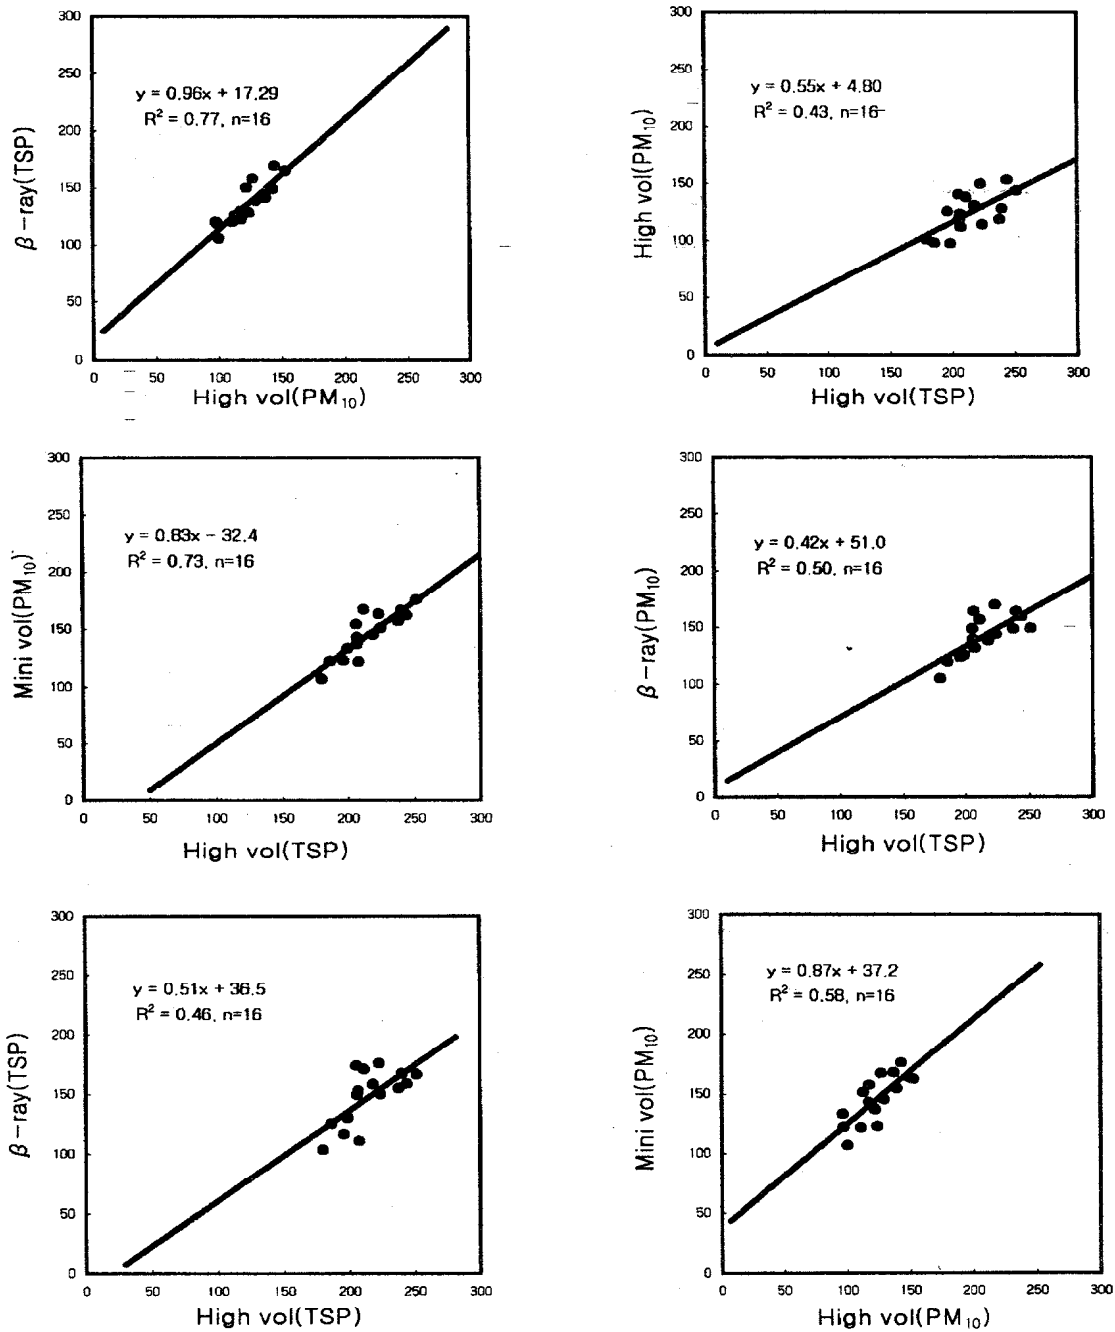 300
250
200
150
100
50
0
y = 0.96x + 17.29
R² = 0.77, n=16
β-ray(TSP)
0 50 100 150 200 250 300
High vol(PM₁₀)
300
250
200
150
100
50
0
y = 0.55x + 4.80
R² = 0.43, n=16
High vol(PM₁₀)
0 50 100 150 200 250 300
High vol(TSP)
300
250
200
150
100
50
0
y = 0.83x − 32.4
R² = 0.73, n=16
Mini vol(PM₁₀)
0 50 100 150 200 250 300
High vol(TSP)
300
250
200
150
100
50
0
y = 0.42x + 51.0
R² = 0.50, n=16
β-ray(PM₁₀)
0 50 100 150 200 250 300
High vol(TSP)
300
250
200
150
100
50
0
y = 0.51x + 36.5
R² = 0.46, n=16
β-ray(TSP)
0 50 100 150 200 250 300
High vol(TSP)
300
250
200
150
100
50
0
y = 0.87x + 37.2
R² = 0.58, n=16
Mini vol(PM₁₀)
0 50 100 150 200 250 300
High vol(PM₁₀)